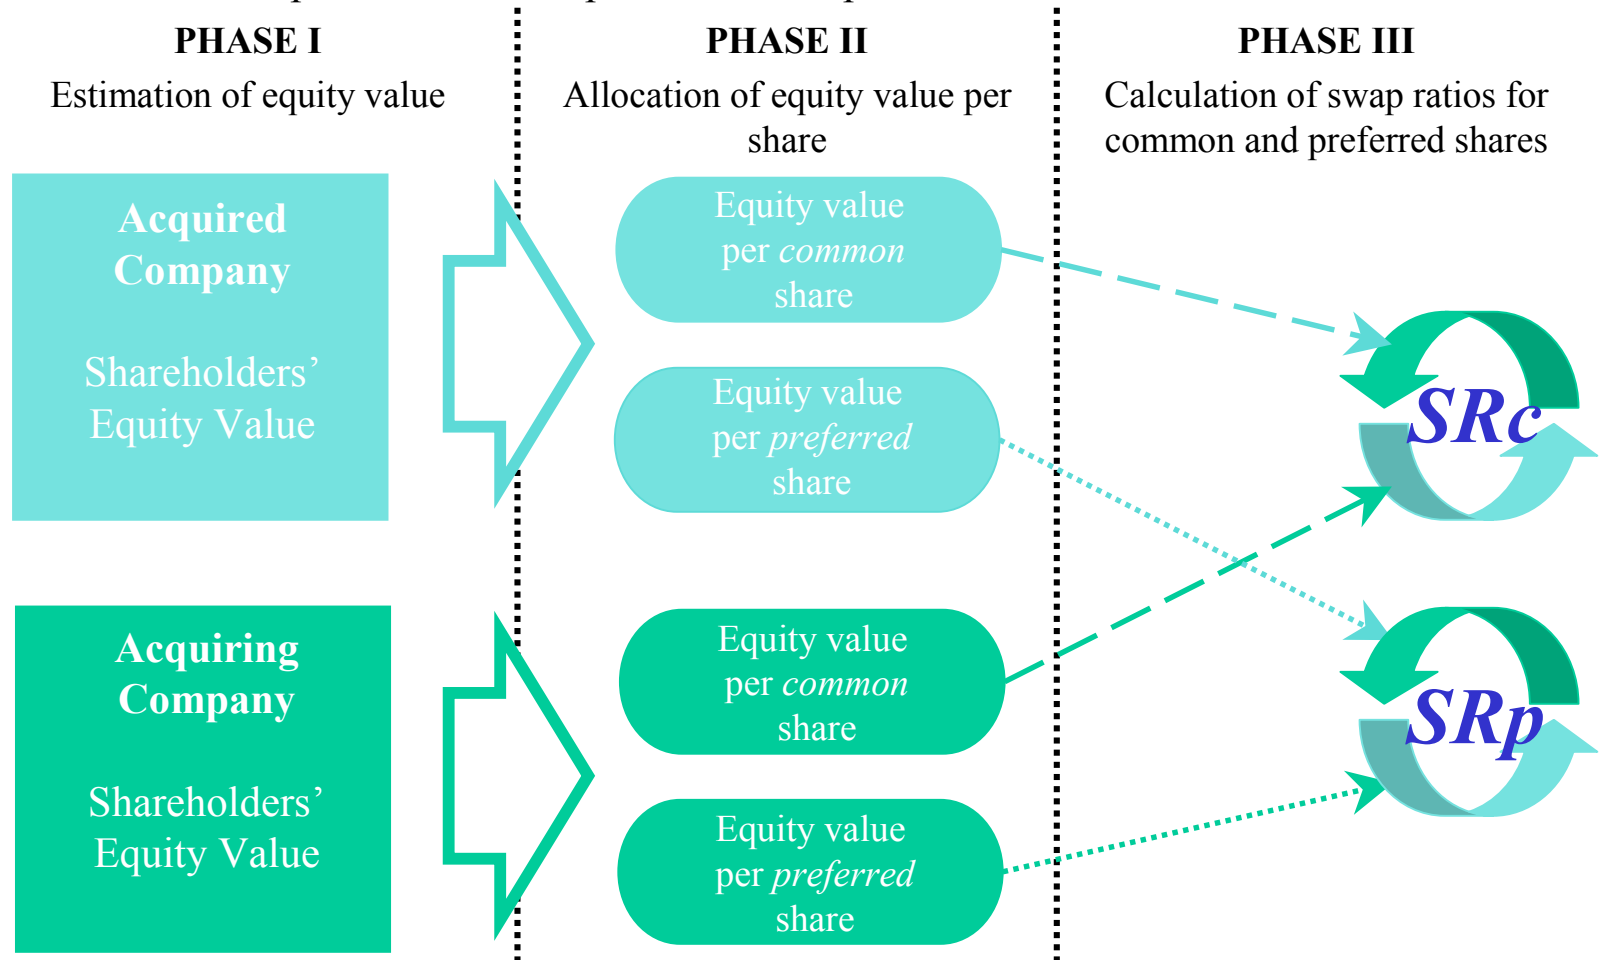 PHASE I
Estimation of equity value
Acquired
Company
Shareholders’
Equity Value
Acquiring
Company
Shareholders’
Equity Value
PHASE II
Allocation of equity value per
share
Equity value
per common
share
Equity value
per preferred
share
Equity value
per common
share
Equity value
per preferred
share
PHASE III
Calculation of swap ratios for
common and preferred shares
SRc
SRp